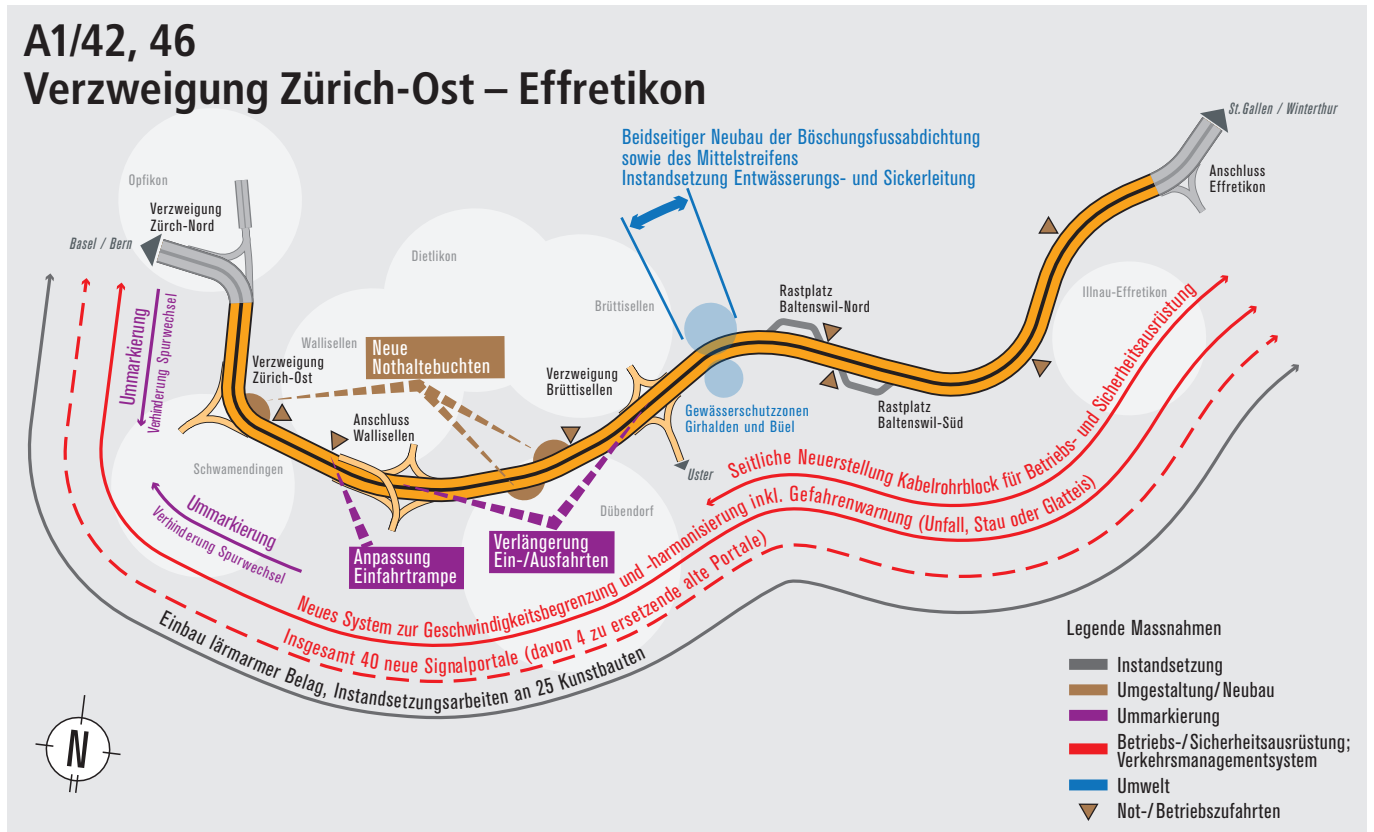 A1/42, 46
Verzweigung Zürich-Ost – Effretikon
St.Gallen / Winterthur
Beidseitiger Neubau der Böschungsfussabdichtung
sowie des Mittelstreifens
Instandsetzung Entwässerungs- und Sickerleitung
Anschluss
Effretikon
Opfikon
Verzweigung
Zürch-Nord
Basel / Bern
Dietlikon
Brüttisellen
Rastplatz
Baltenswil-Nord
Illnau-Effretikon
Ummarkierung
Verhinderung Spurwechsel
Wallisellen
Neue
Nothaltebuchten
Verzweigung
Zürich-Ost
Verzweigung
Brüttisellen
Gewässerschutzzonen
Girhalden und Büel
Rastplatz
Baltenswil-Süd
Anschluss
Wallisellen
Schwamendingen
Uster
Dübendorf
Ummarkierung
Verhinderung Spurwechsel
Anpassung
Einfahrtrampe
Verlängerung
Ein-/Ausfahrten
Seitliche Neuerstellung Kabelrohrblock für Betriebs- und Sicherheitsausrüstung
Neues System zur Geschwindigkeitsbegrenzung und -harmonisierung inkl. Gefahrenwarnung (Unfall, Stau oder Glatteis)
Insgesamt 40 neue Signalportale (davon 4 zu ersetzende alte Portale)
Einbau lärmarmer Belag, Instandsetzungsarbeiten an 25 Kunstbauten
N
Legende Massnahmen
Instandsetzung
Umgestaltung/Neubau
Ummarkierung
Betriebs-/Sicherheitsausrüstung;
Verkehrsmanagementsystem
Umwelt
Not-/Betriebszufahrten